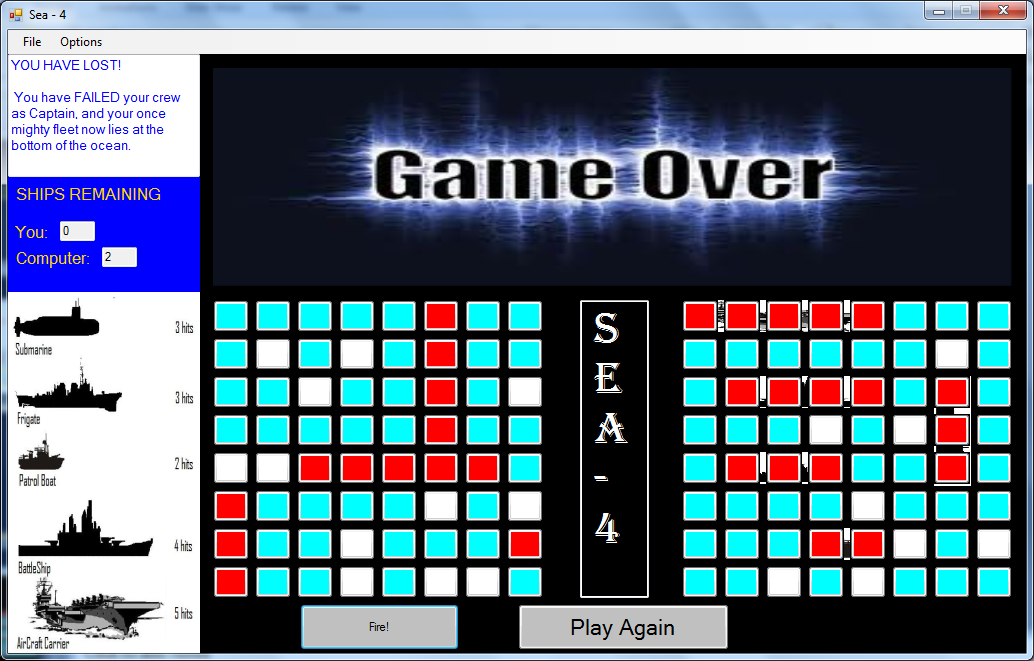 Sea - 4
File Options
YOU HAVE LOST!
You have FAILED your crew
as Captain, and your once
mighty fleet now lies at the
bottom of the ocean.
SHIPS REMAINING
You: 0
Computer: 2
Game Over
3 hits
Submarine
3 hits
Frigate
2 hits
Patrol Boat
4 hits
BattleShip
5 hits
AirCraft Carrier
S
E
A
-
4
Fire!
Play Again